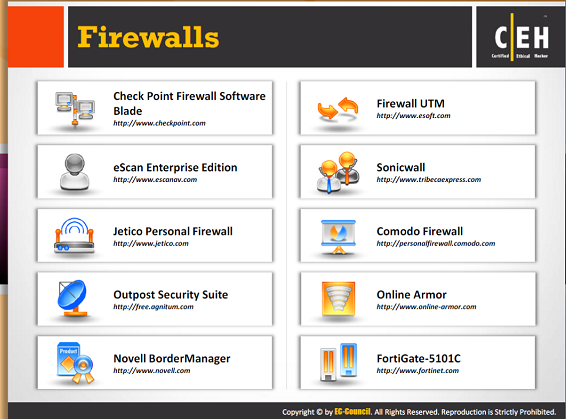 Firewalls
C|EH
Certified Ethical Hacker
Check Point Firewall Software
Blade
http://www.checkpoint.com
eScan Enterprise Edition
http://www.escanav.com
Jetico Personal Firewall
http://www.jetico.com
Outpost Security Suite
http://free.agnitum.com
Product
Novell BorderManager
http://www.novell.com
Firewall UTM
http://www.esoft.com
Sonicwall
http://www.tribecaexpress.com
Comodo Firewall
http://personalfirewall.comodo.com
Online Armor
http://www.online-armor.com
FortiGate-5101C
http://www.fortinet.com
Copyright © by EC-Council. All Rights Reserved. Reproduction is Strictly Prohibited.